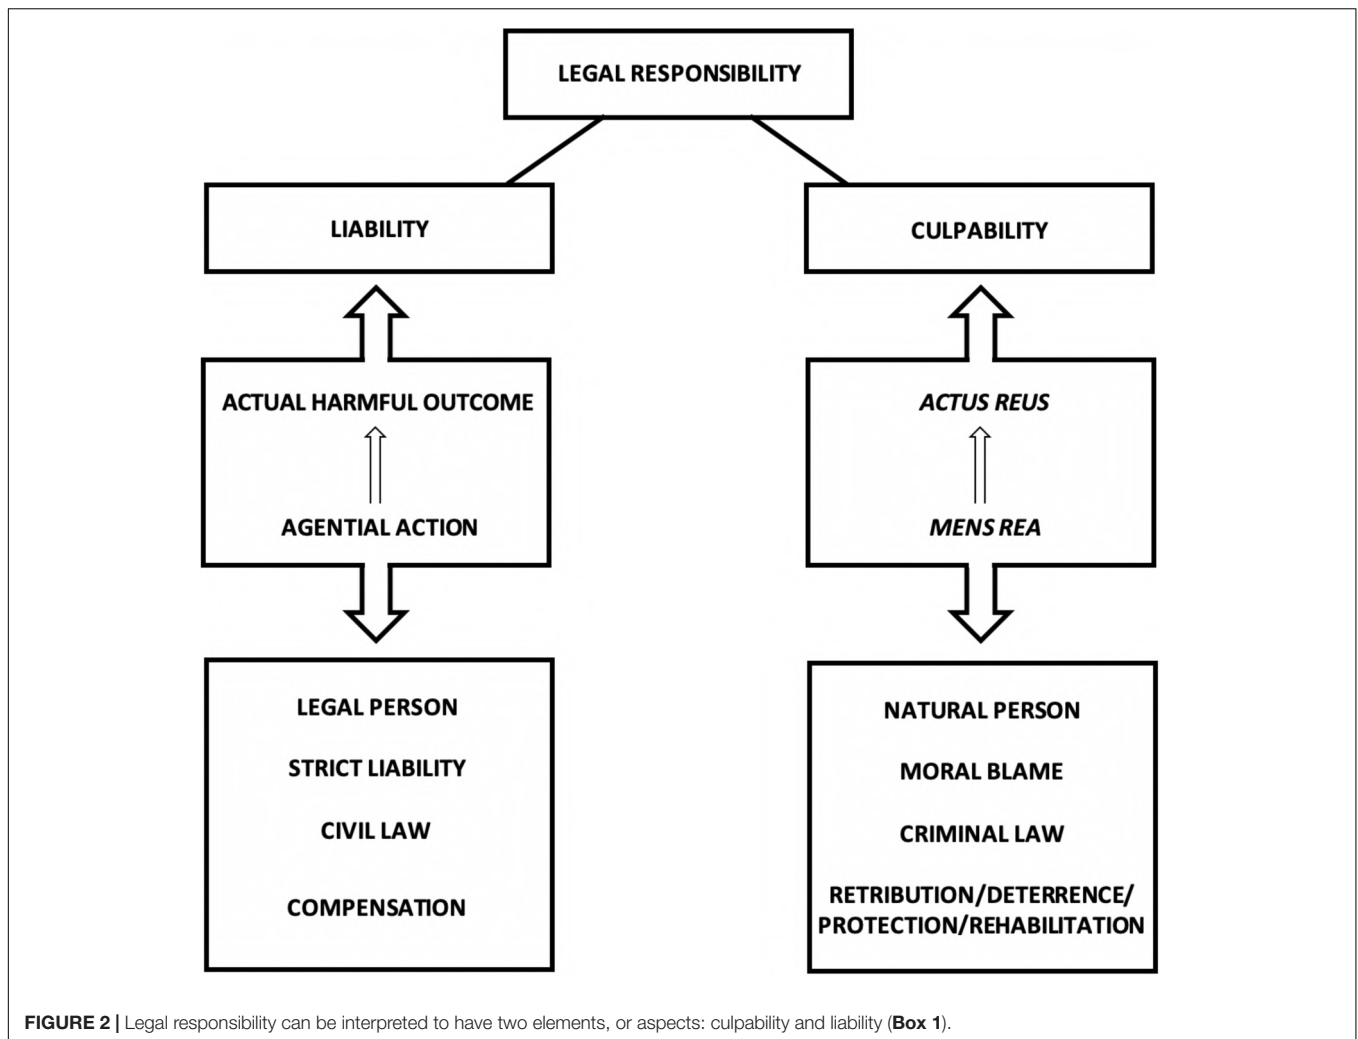 LEGAL RESPONSIBILITY
LIABILITY
CULPABILITY
ACTUAL HARMFUL OUTCOME
AGENTIAL ACTION
ACTUS REUS
MENS REA
LEGAL PERSON
STRICT LIABILITY
CIVIL LAW
COMPENSATION
NATURAL PERSON
MORAL BLAME
CRIMINAL LAW
RETRIBUTION/DETERRENCE/
PROTECTION/REHABILITATION
FIGURE 2 | Legal responsibility can be interpreted to have two elements, or aspects: culpability and liability (Box 1).